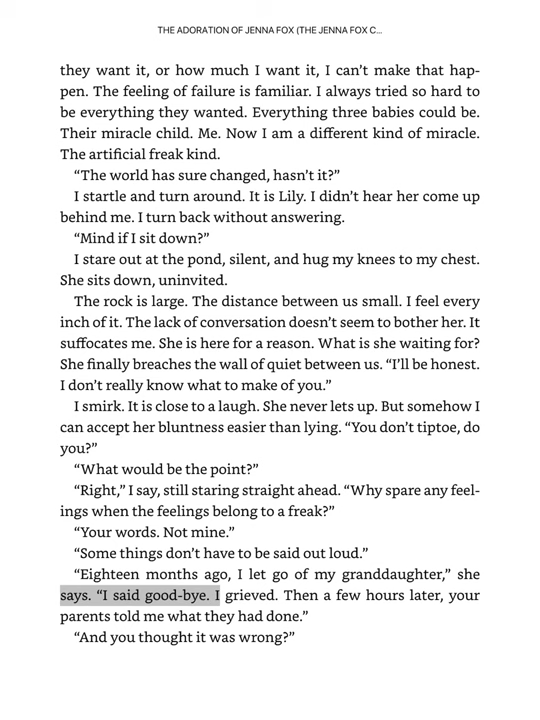 THE ADORATION OF JENNA FOX (THE JENNA FOX C...
they want it, or how much I want it, I can’t make that hap-
pen. The feeling of failure is familiar. I always tried so hard to
be everything they wanted. Everything three babies could be.
Their miracle child. Me. Now I am a different kind of miracle.
The artificial freak kind.
“The world has sure changed, hasn’t it?”
I startle and turn around. It is Lily. I didn’t hear her come up
behind me. I turn back without answering.
“Mind if I sit down?”
I stare out at the pond, silent, and hug my knees to my chest.
She sits down, uninvited.
The rock is large. The distance between us small. I feel every
inch of it. The lack of conversation doesn’t seem to bother her. It
suffocates me. She is here for a reason. What is she waiting for?
She finally breaches the wall of quiet between us. “I’ll be honest.
I don’t really know what to make of you.”
I smirk. It is close to a laugh. She never lets up. But somehow I
can accept her bluntness easier than lying. “You don’t tiptoe, do
you?”
“What would be the point?”
“Right,” I say, still staring straight ahead. “Why spare any feel-
ings when the feelings belong to a freak?”
“Your words. Not mine.”
“Some things don’t have to be said out loud.”
“Eighteen months ago, I let go of my granddaughter,” she
says. “I said good-bye. I grieved. Then a few hours later, your
parents told me what they had done.”
“And you thought it was wrong?”